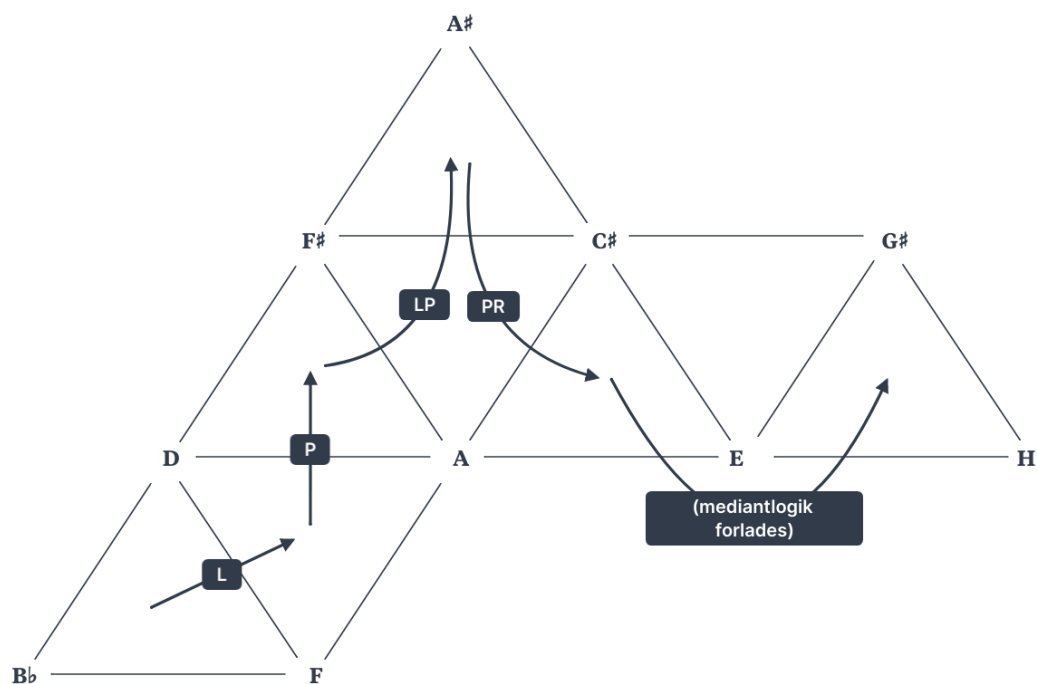 A♯
F♯
C♯
G♯
LP
PR
P
D
A
E
H
(mediantlogik
forlades)
L
B♭
F